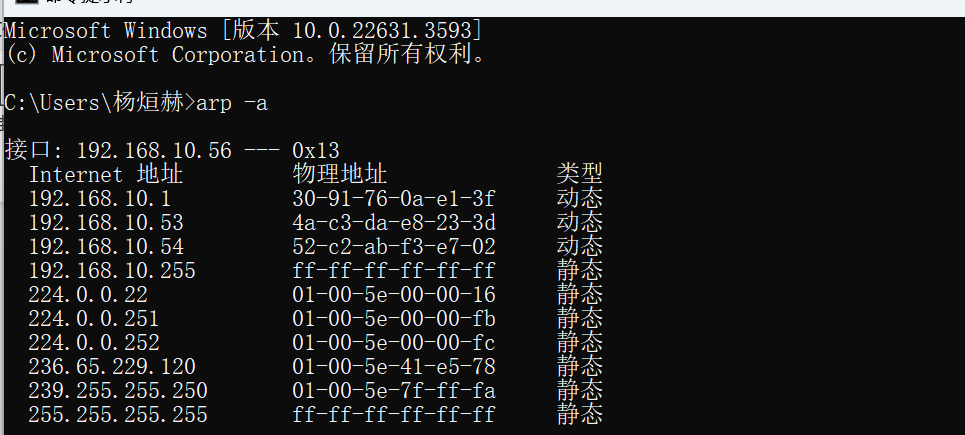 Microsoft Windows [版本 10.0.22631.3593]
(c) Microsoft Corporation。保留所有权利。
C:\Users\杨烜赫>arp -a
接口: 192.168.10.56 --- 0x13
Internet 地址 物理地址 类型
192.168.10.1 30-91-76-0a-e1-3f 动态
192.168.10.53 4a-c3-da-e8-23-3d 动态
192.168.10.54 52-c2-ab-f3-e7-02 动态
192.168.10.255 ff-ff-ff-ff-ff-ff 静态
224.0.0.22 01-00-5e-00-00-16 静态
224.0.0.251 01-00-5e-00-00-fb 静态
224.0.0.252 01-00-5e-00-00-fc 静态
236.65.229.120 01-00-5e-41-e5-78 静态
239.255.255.250 01-00-5e-7f-ff-fa 静态
255.255.255.255 ff-ff-ff-ff-ff-ff 静态